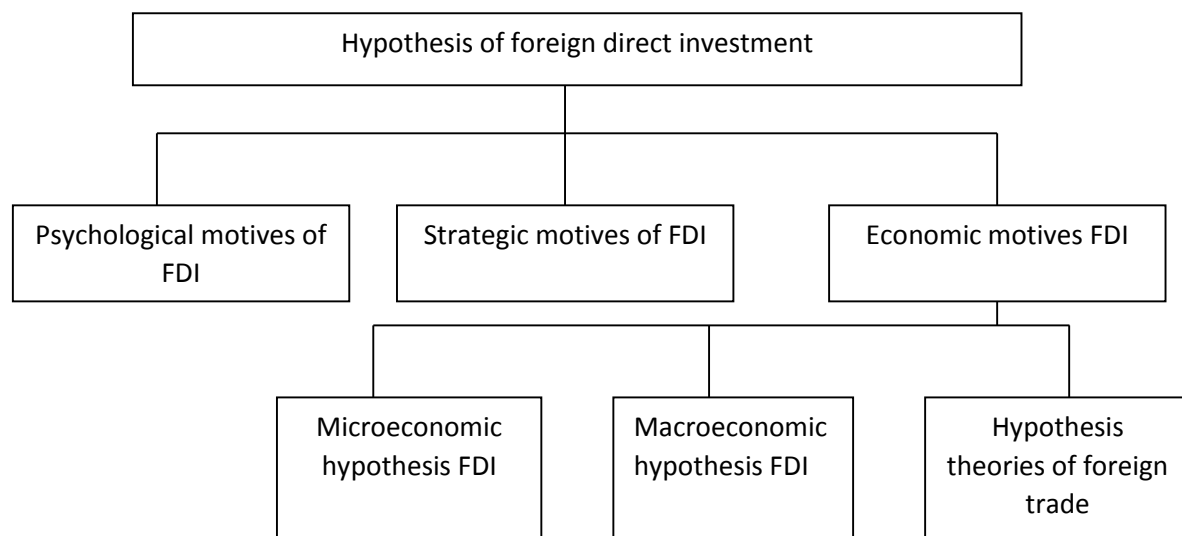 Hypothesis of foreign direct investment
Psychological motives of
FDI
Strategic motives of FDI
Economic motives FDI
Microeconomic
hypothesis FDI
Macroeconomic
hypothesis FDI
Hypothesis
theories of foreign
trade